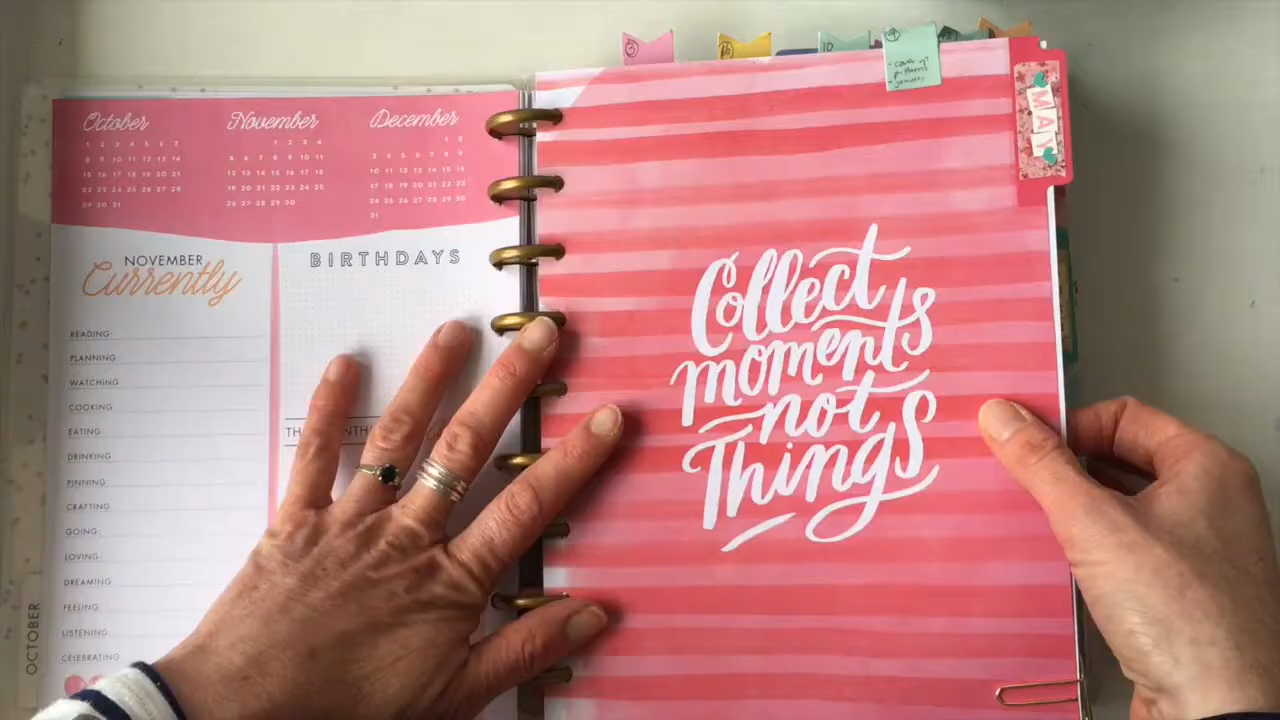 October
1 2 3 4 5 6 7
8 9 10 11 12 13 14
15 16 17 18 19 20 21
22 23 24 25 26 27 28
29 30 31
November
1 2 3 4
5 6 7 8 9 10 11
12 13 14 15 16 17 18
19 20 21 22 23 24 25
26 27 28 29 30
December
1 2
3 4 5 6 7 8 9
10 11 12 13 14 15 16
17 18 19 20 21 22 23
24 25 26 27 28 29 30
31
NOVEMBER
Currently
READING:
PLANNING:
WATCHING:
COOKING:
EATING:
DRINKING:
PINNING:
CRAFTING:
GOING:
LOVING:
DREAMING:
FEELING:
LISTENING:
CELEBRATING:
BIRTHDAYS
OCTOBER
3
10
Collect
moments
not
Things
MAY